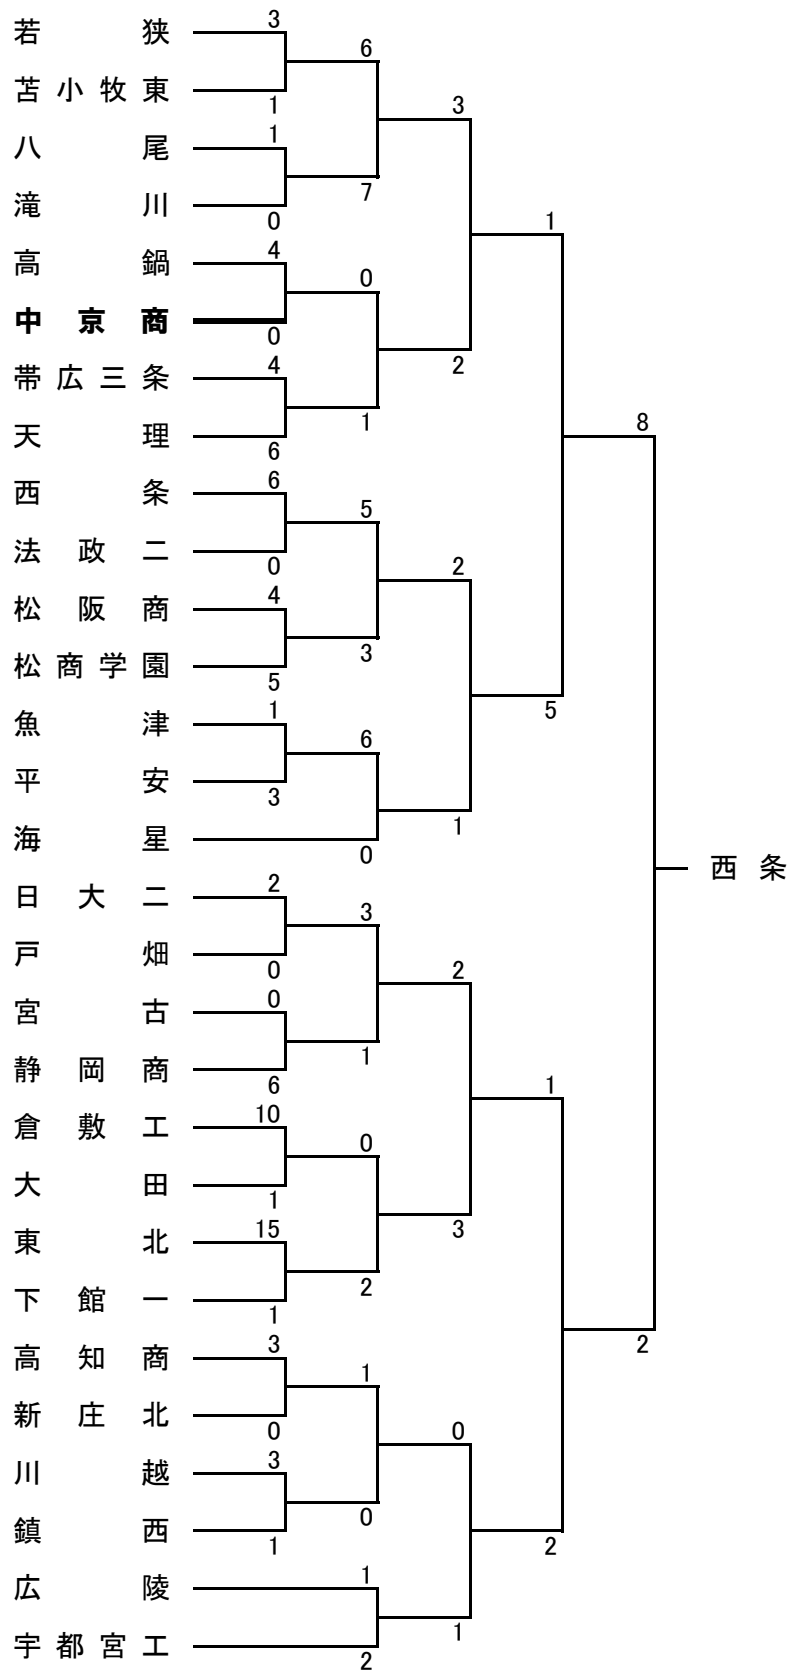 若狭 3 6
苫小牧東 1 3
八尾 1
滝川 0 7 1
高鍋 4 0
中京商 0 2
帯広三条 4
天理 6 1 8
西条 6 5
法政二 0 2
松阪商 4
松商学園 5 3
魚津 1 6 5
平安 3
海星 0 1
西条
日大二 2 3
戸畑 0 2
宮古 0
静岡商 6 1 1
倉敷工 10 0
大田 1 3
東北 15
下館一 1 2
高知商 3 1 2
新庄北 0 0
川越 3
鎮西 1 0 2
広陵 1
宇都宮工 2 1